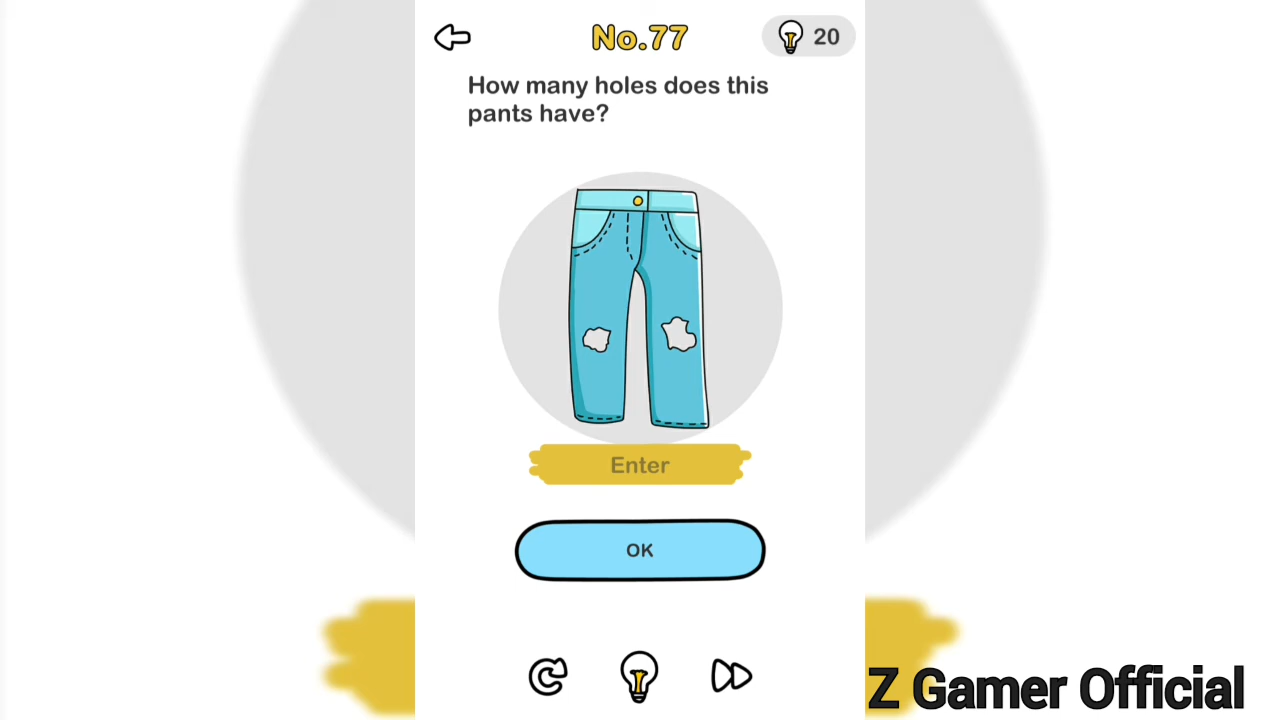 No.77
20
How many holes does this
pants have?
Enter
OK
Z Gamer Official